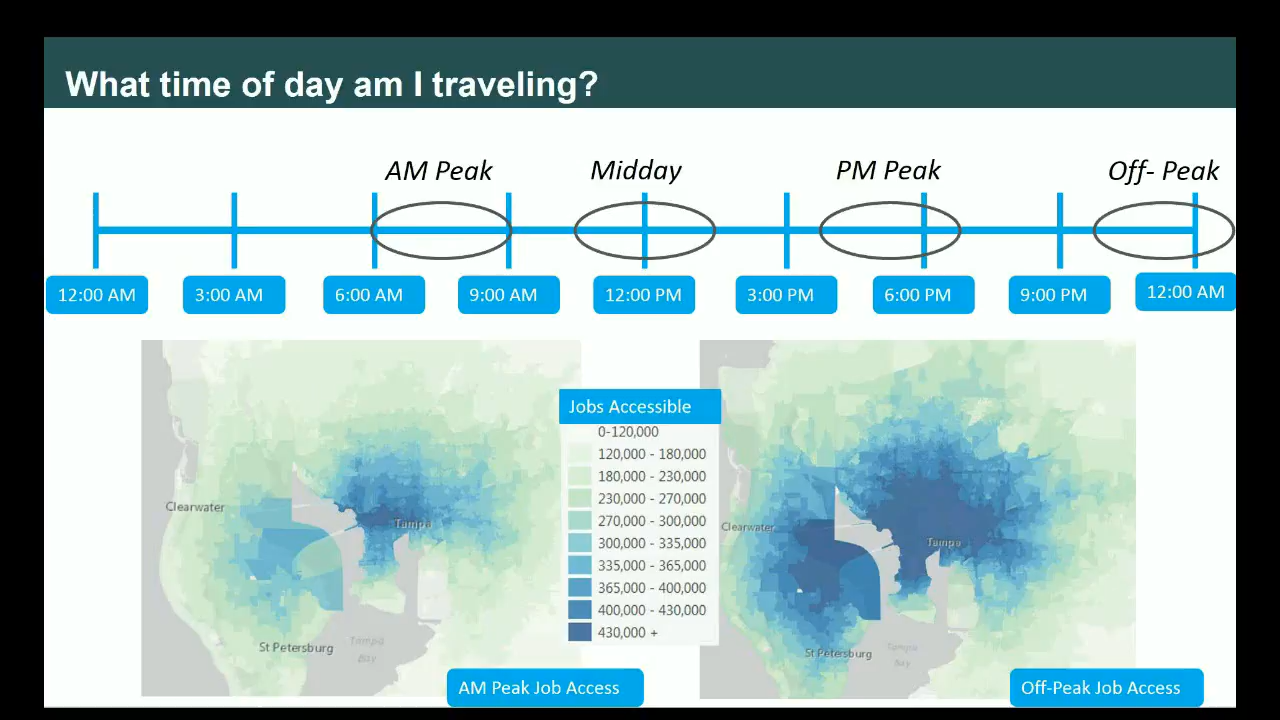 What time of day am I traveling?
AM Peak
Midday
PM Peak
Off- Peak
12:00 AM
3:00 AM
6:00 AM
9:00 AM
12:00 PM
3:00 PM
6:00 PM
9:00 PM
12:00 AM
Jobs Accessible
0-120,000
120,000 - 180,000
180,000 - 230,000
230,000 - 270,000
270,000 - 300,000
300,000 - 335,000
335,000 - 365,000
365,000 - 400,000
400,000 - 430,000
430,000 +
Clearwater
Tampa
St Petersburg
Tampa
Bay
AM Peak Job Access
Clearwater
Tampa
St Petersburg
Tampa
Bay
Off-Peak Job Access